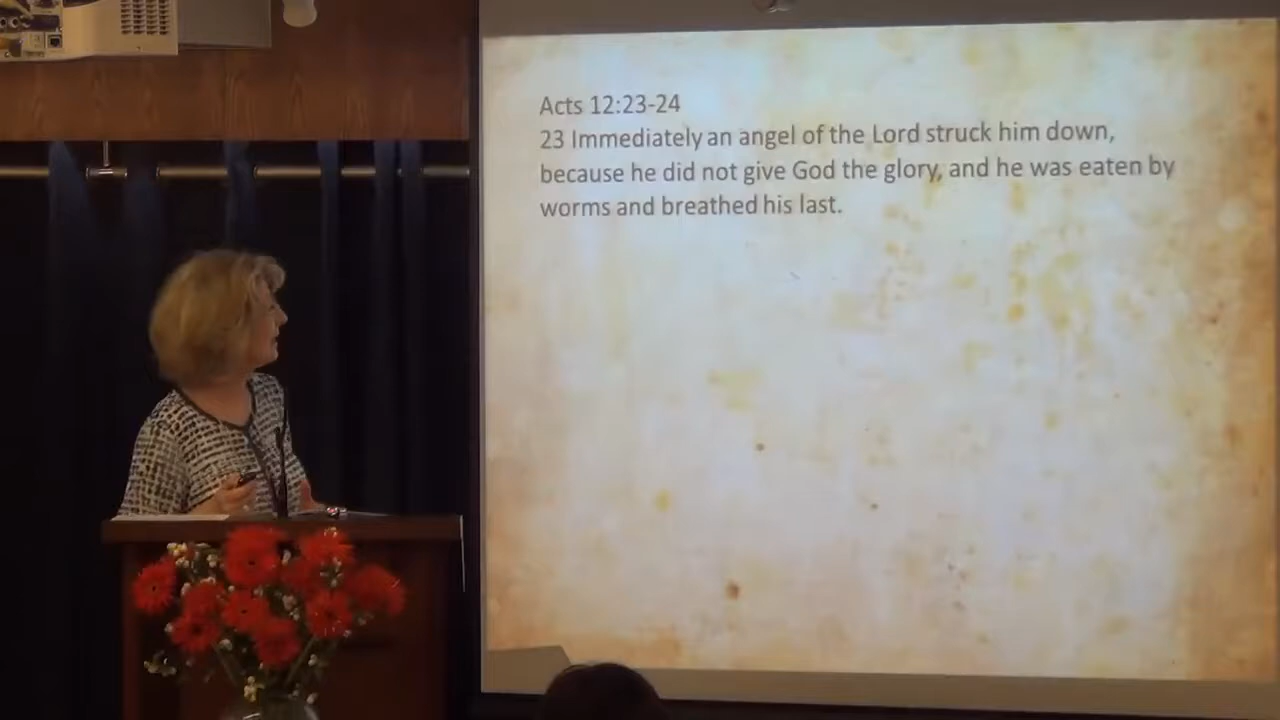 Acts 12:23-24
23 Immediately an angel of the Lord struck him down,
because he did not give God the glory, and he was eaten by
worms and breathed his last.